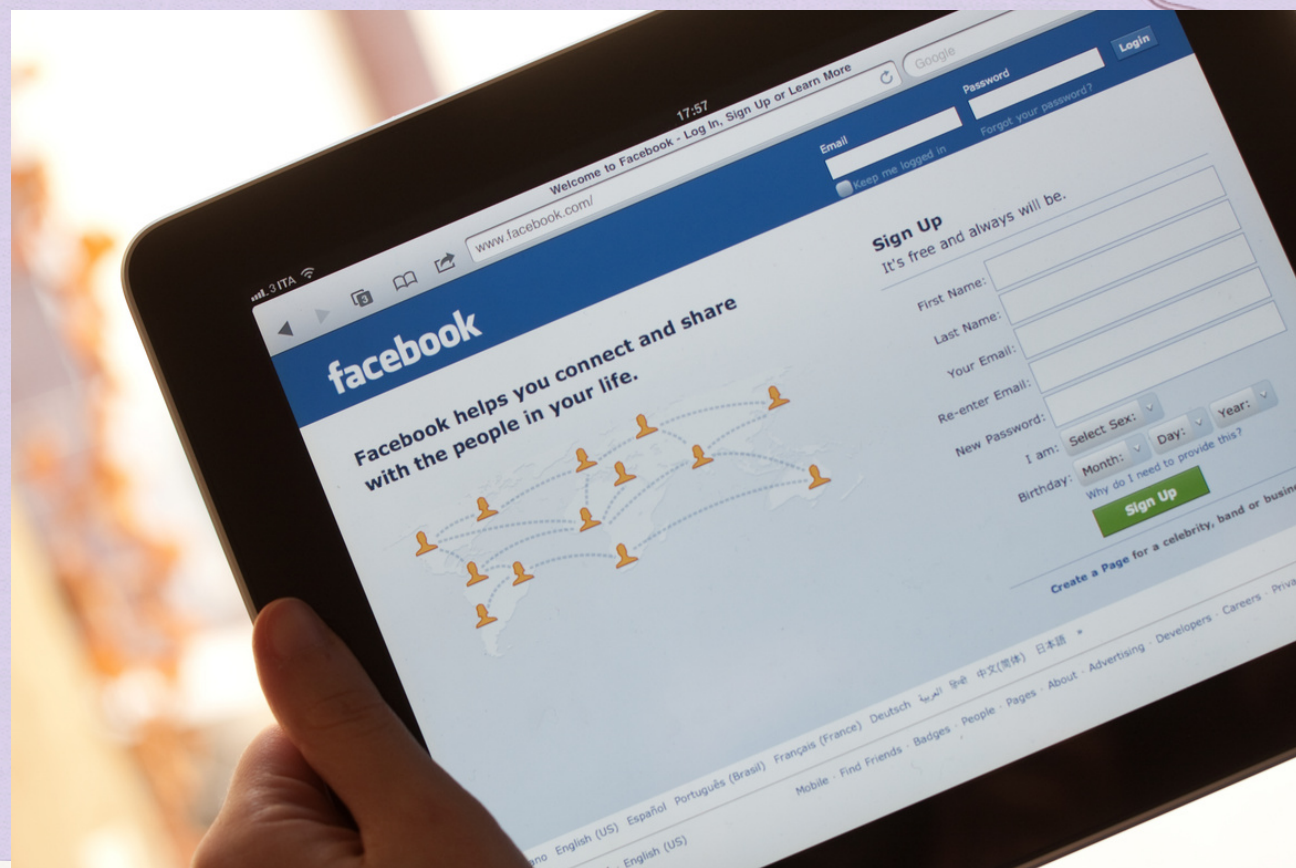 3 ITA
17:57
Welcome to Facebook - Log In, Sign Up or Learn More
3
www.facebook.com/
Google
facebook
Email
Password
Login
Keep me logged in
Forgot your password?
Facebook helps you connect and share
with the people in your life.
Sign Up
It's free and always will be.
First Name:
Last Name:
Your Email:
Re-enter Email:
New Password:
I am: Select Sex:
Birthday: Month: Day: Year:
Why do I need to provide this?
Sign Up
Create a Page for a celebrity, band or
English (US) Español Português (Brasil) Français (France) Deutsch العربية हिन्दी 中文(简体) 日本語 »
English (US)
Mobile · Find Friends · Badges · People · Pages · About · Advertising · Developers · Careers ·